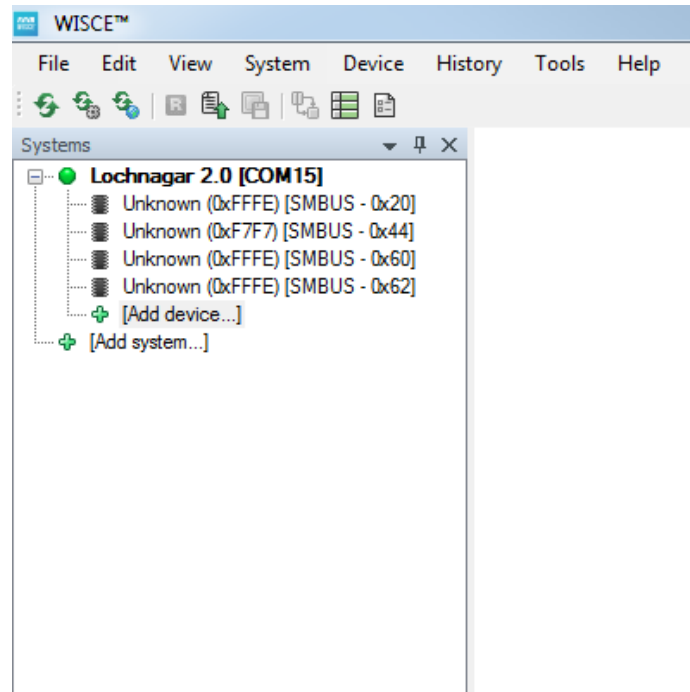 WISCE™
File Edit View System Device History Tools Help
Systems
Lochnagar 2.0 [COM15]
Unknown (0xFFFE) [SMBUS - 0x20]
Unknown (0xF7F7) [SMBUS - 0x44]
Unknown (0xFFFE) [SMBUS - 0x60]
Unknown (0xFFFE) [SMBUS - 0x62]
[Add device...]
[Add system...]